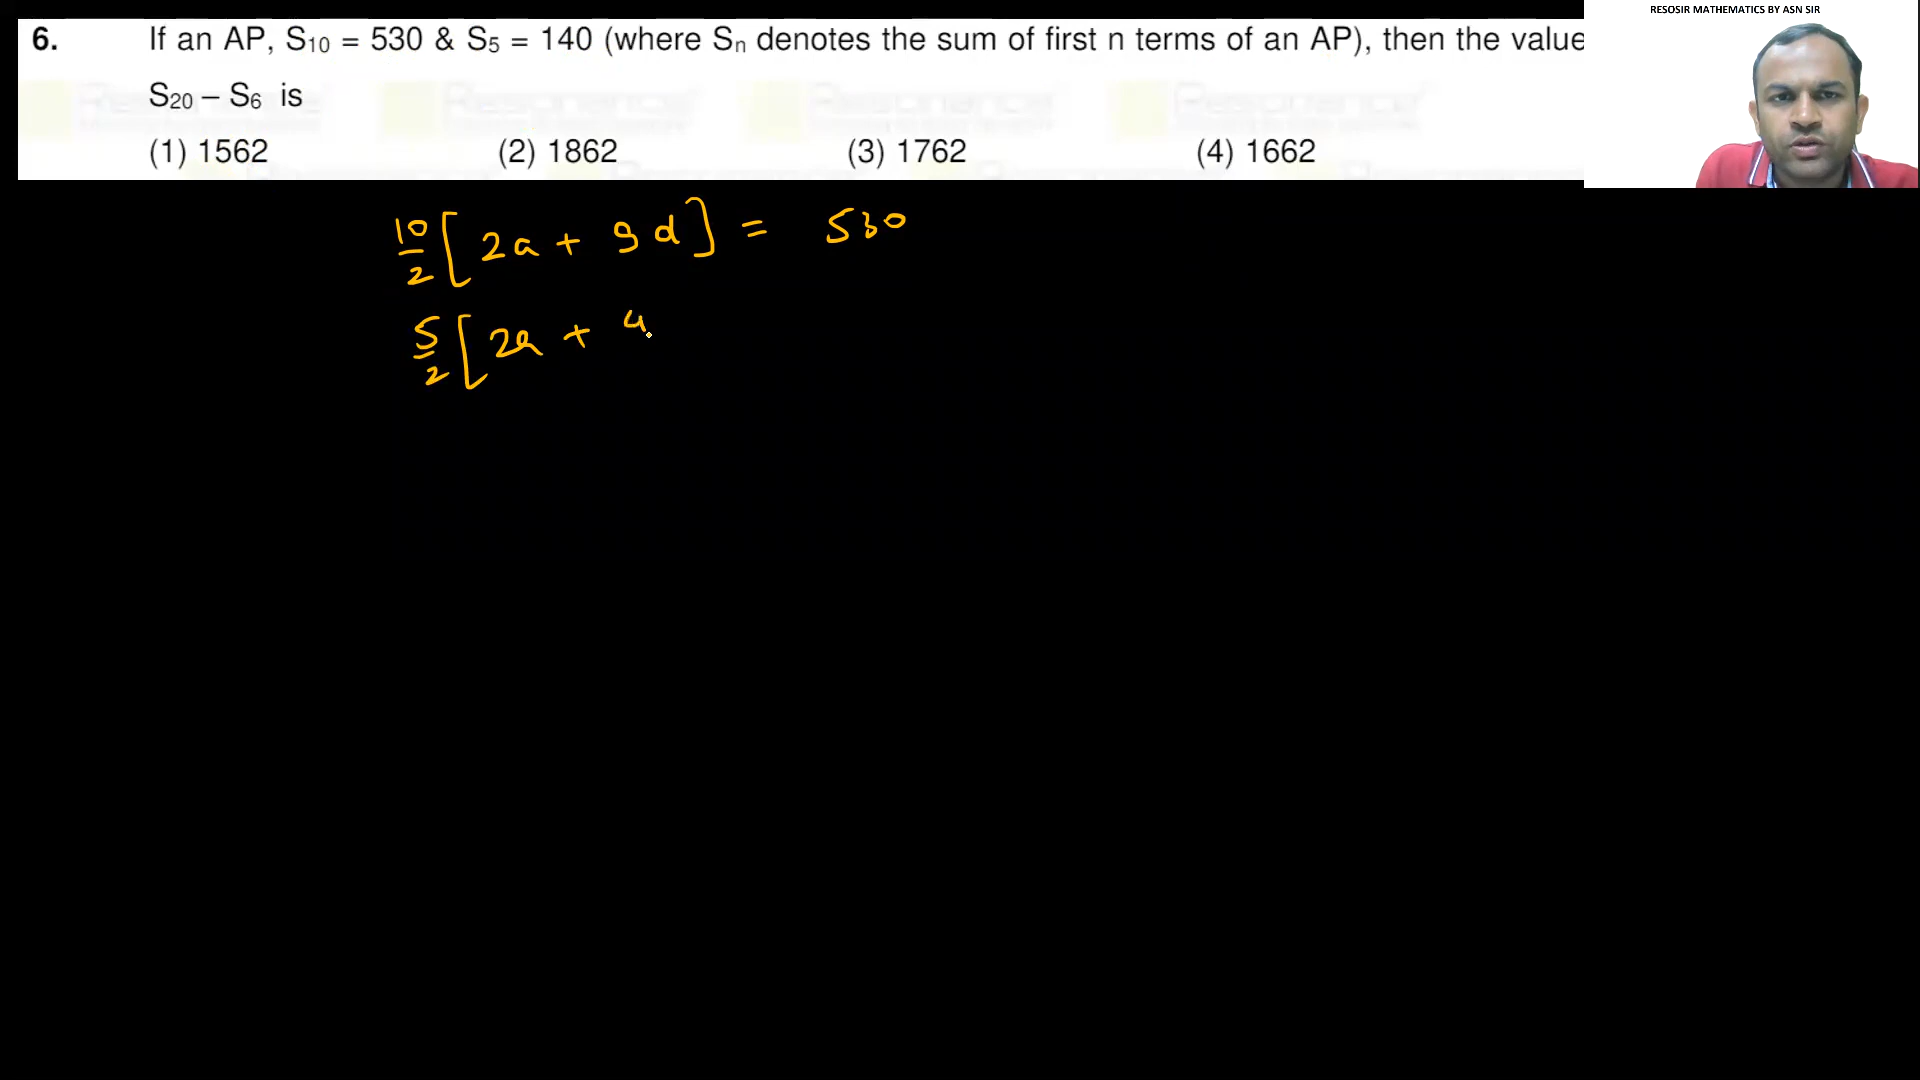 RESOSIR MATHEMATICS BY ASN SIR
6. If an AP, S₁₀ = 530 & S₅ = 140 (where Sₙ denotes the sum of first n terms of an AP), then the value
S₂₀ – S₆ is
(1) 1562 (2) 1862 (3) 1762 (4) 1662
10/2 [2a + 9d] = 530
5/2 [2a + 4